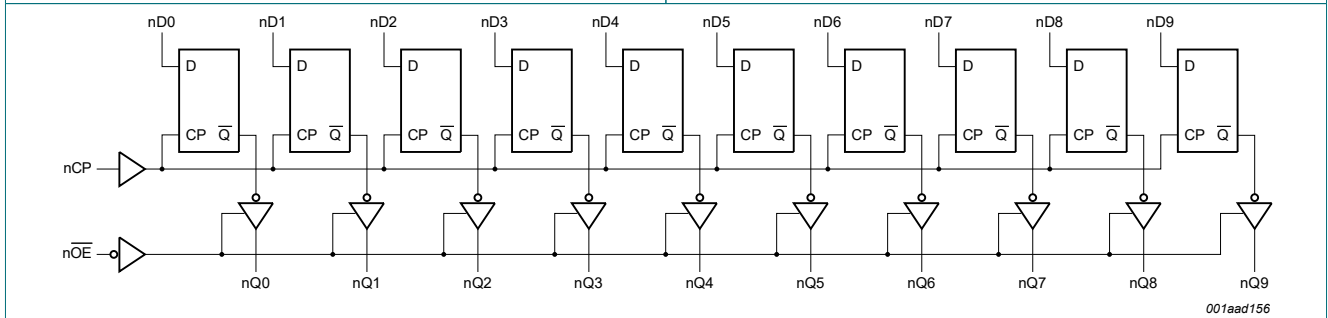 nD0 nD1 nD2 nD3 nD4 nD5 nD6 nD7 nD8 nD9
D D D D D D D D D D
CP Q̅ CP Q̅ CP Q̅ CP Q̅ CP Q̅ CP Q̅ CP Q̅ CP Q̅ CP Q̅ CP Q̅
nCP
nO̅E̅
nQ0 nQ1 nQ2 nQ3 nQ4 nQ5 nQ6 nQ7 nQ8 nQ9
001aad156